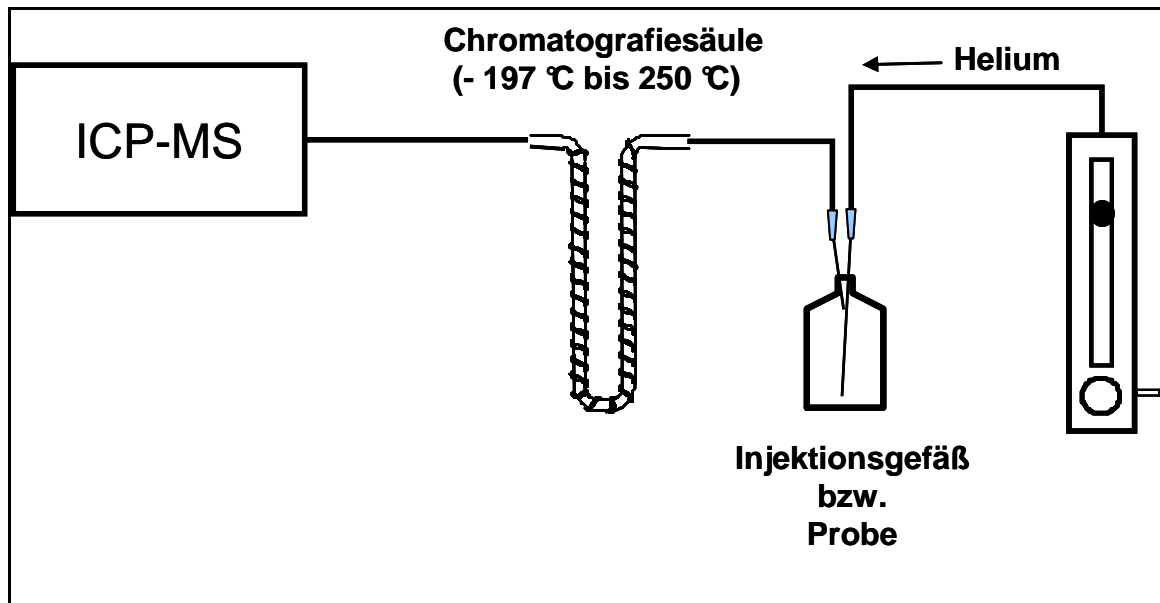 Chromatografiesäule
(- 197 °C bis 250 °C)
Helium
ICP-MS
Injektionsgefäß
bzw.
Probe